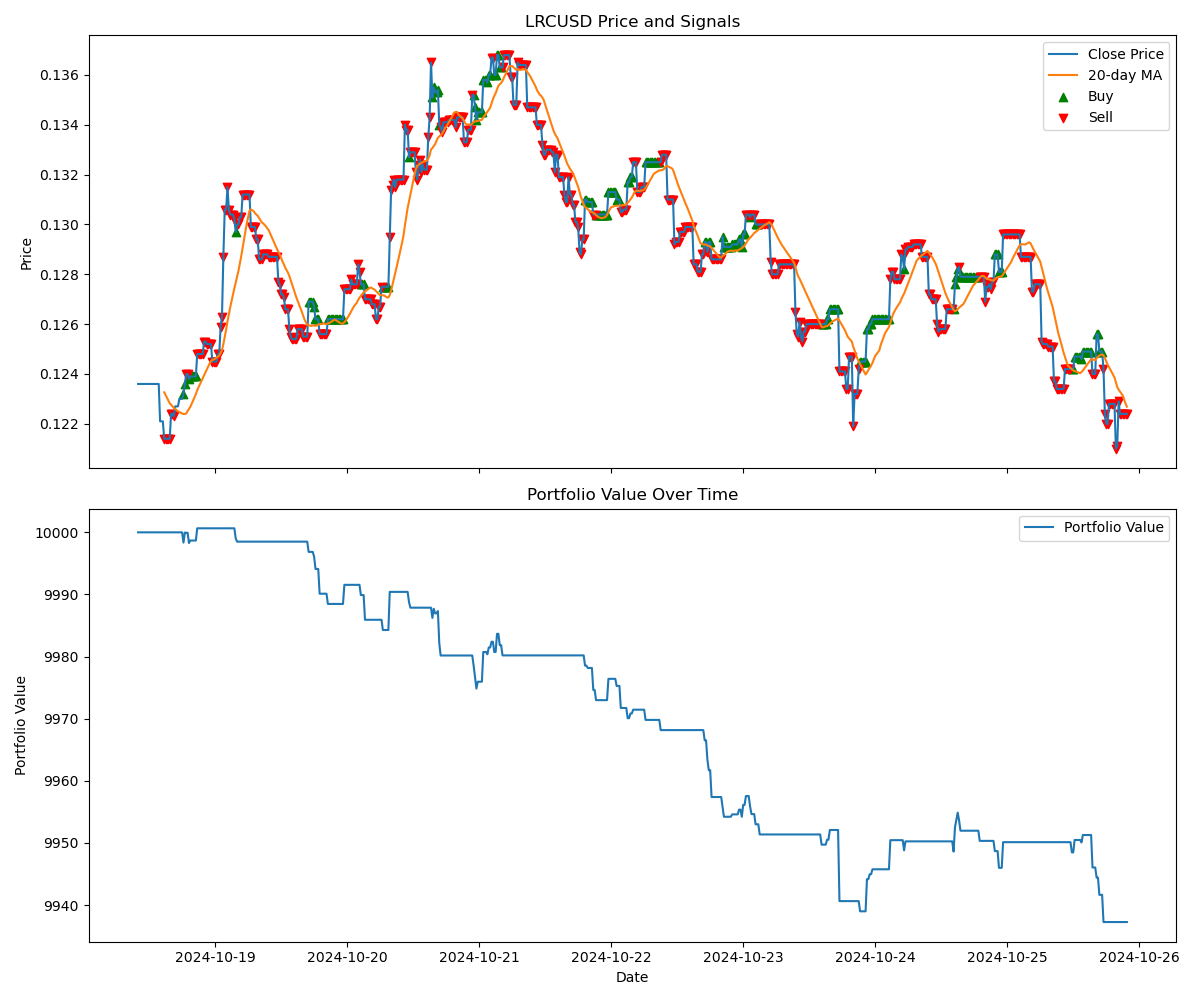 LRCUSD Price and Signals
Price
0.136
0.134
0.132
0.130
0.128
0.126
0.124
0.122
Close Price
20-day MA
Buy
Sell
Portfolio Value Over Time
Portfolio Value
10000
9990
9980
9970
9960
9950
9940
Portfolio Value
2024-10-19
2024-10-20
2024-10-21
2024-10-22
2024-10-23
2024-10-24
2024-10-25
2024-10-26
Date